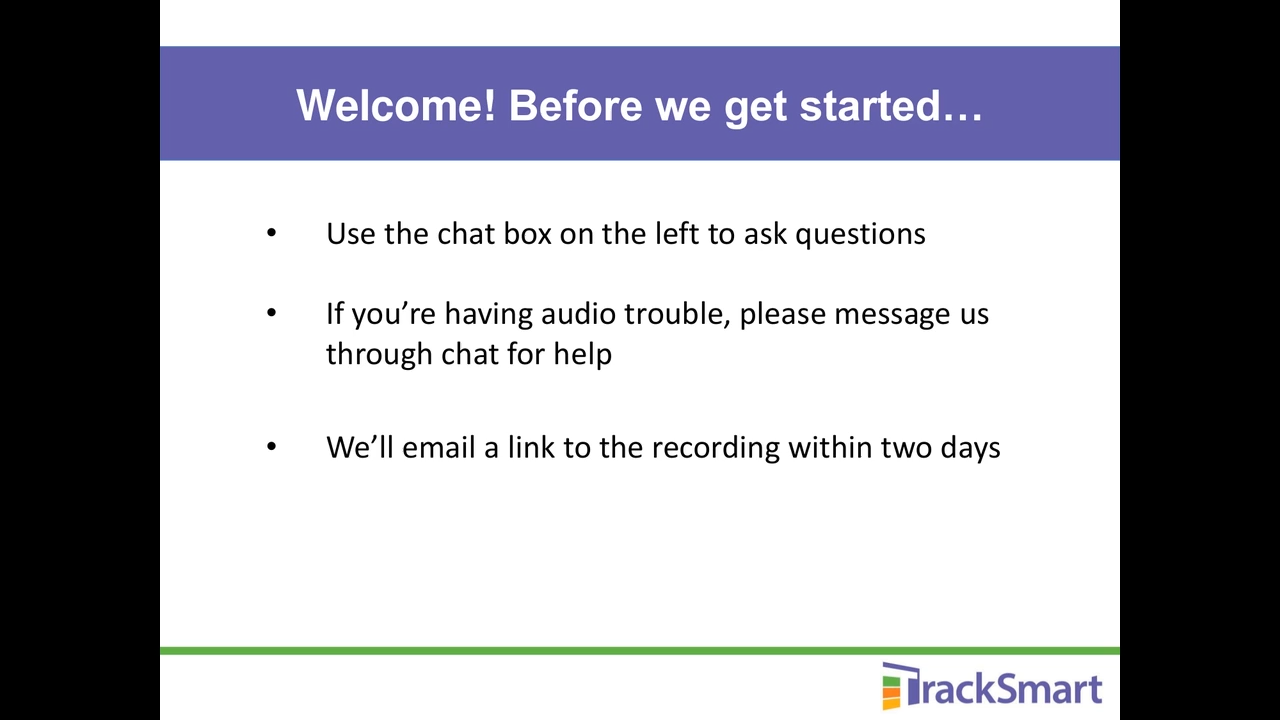 Welcome! Before we get started…
• Use the chat box on the left to ask questions
• If you’re having audio trouble, please message us
through chat for help
• We’ll email a link to the recording within two days
TrackSmart